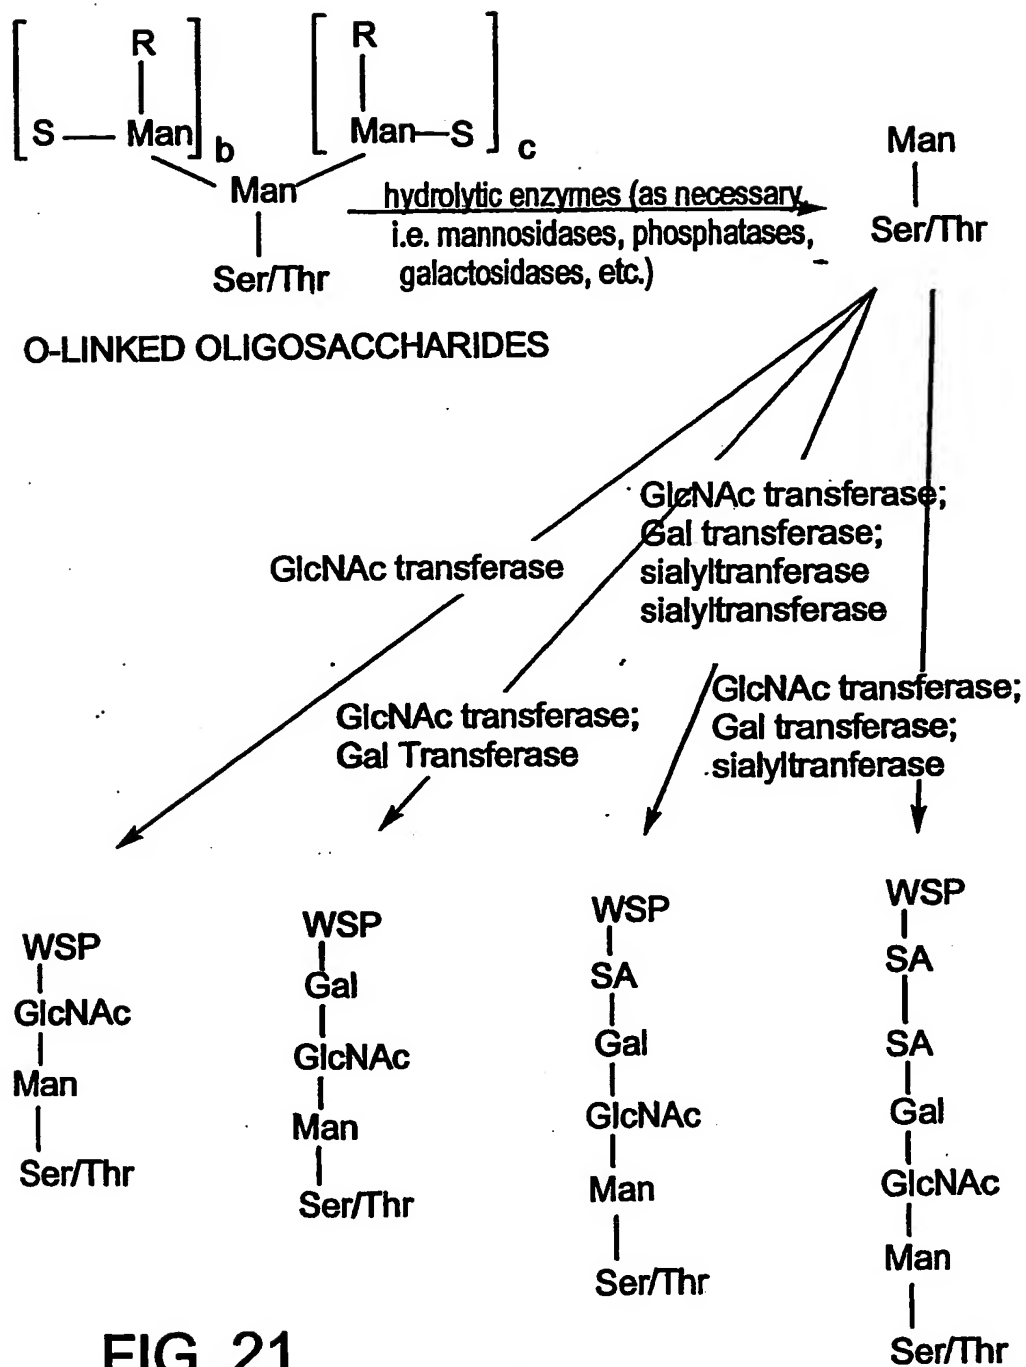 R
R
S — Man
b
Man—S
c
Man
Ser/Thr
hydrolytic enzymes (as necessary
i.e. mannosidases, phosphatases,
galactosidases, etc.)
Man
Ser/Thr
O-LINKED OLIGOSACCHARIDES
GlcNAc transferase
GlcNAc transferase;
Gal transferase;
sialyltranferase
sialyltransferase
GlcNAc transferase;
Gal Transferase
GlcNAc transferase;
Gal transferase;
sialyltranferase
WSP
GlcNAc
Man
Ser/Thr
WSP
Gal
GlcNAc
Man
Ser/Thr
WSP
SA
Gal
GlcNAc
Man
Ser/Thr
WSP
SA
SA
Gal
GlcNAc
Man
Ser/Thr
FIG. 21